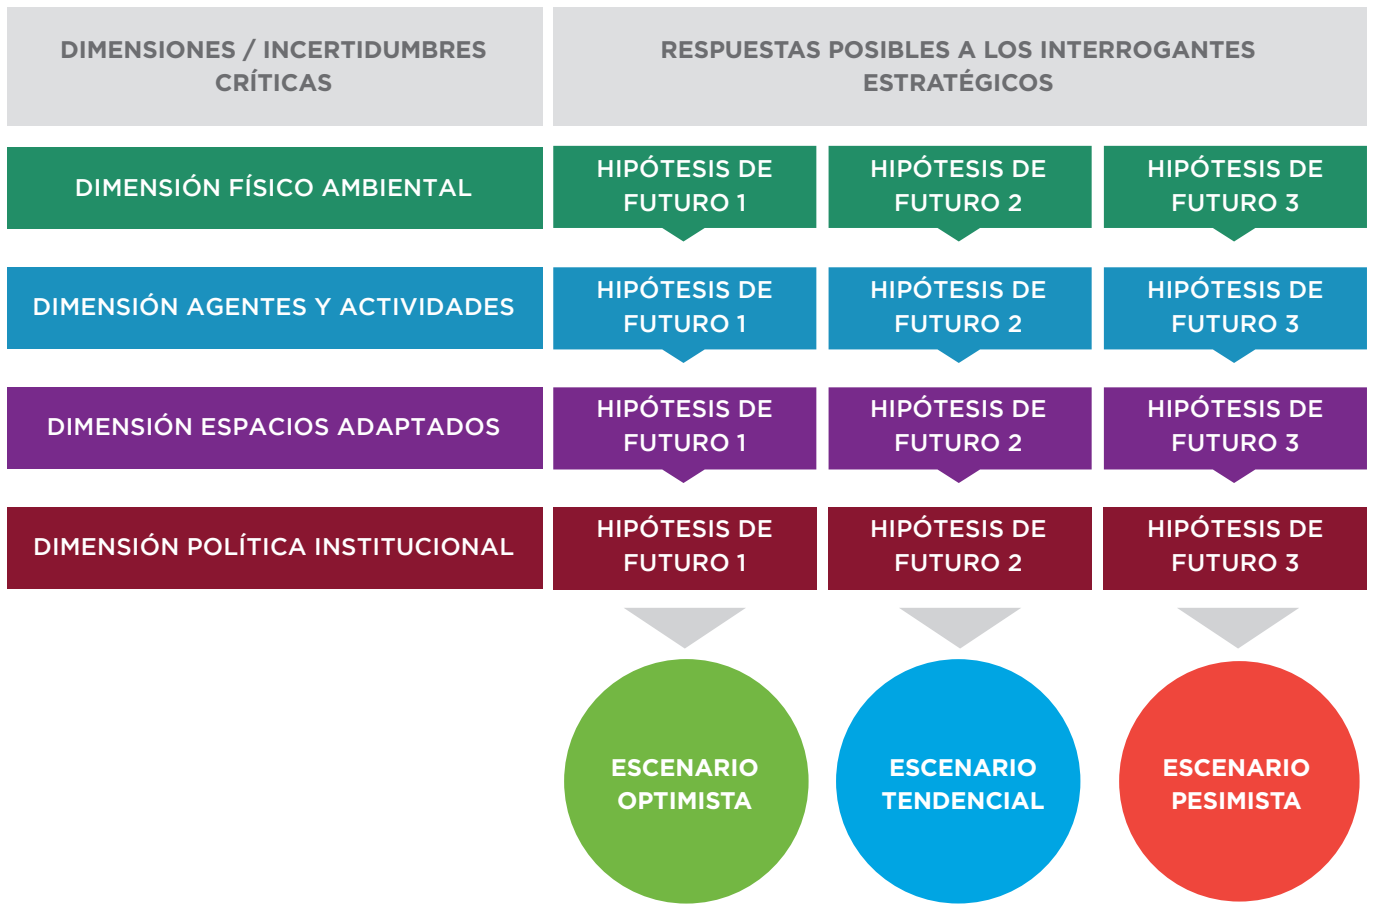 DIMENSIONES / INCERTIDUMBRES
CRÍTICAS
RESPUESTAS POSIBLES A LOS INTERROGANTES
ESTRATÉGICOS
DIMENSIÓN FÍSICO AMBIENTAL
HIPÓTESIS DE
FUTURO 1
HIPÓTESIS DE
FUTURO 2
HIPÓTESIS DE
FUTURO 3
DIMENSIÓN AGENTES Y ACTIVIDADES
HIPÓTESIS DE
FUTURO 1
HIPÓTESIS DE
FUTURO 2
HIPÓTESIS DE
FUTURO 3
DIMENSIÓN ESPACIOS ADAPTADOS
HIPÓTESIS DE
FUTURO 1
HIPÓTESIS DE
FUTURO 2
HIPÓTESIS DE
FUTURO 3
DIMENSIÓN POLÍTICA INSTITUCIONAL
HIPÓTESIS DE
FUTURO 1
HIPÓTESIS DE
FUTURO 2
HIPÓTESIS DE
FUTURO 3
ESCENARIO
OPTIMISTA
ESCENARIO
TENDENCIAL
ESCENARIO
PESIMISTA